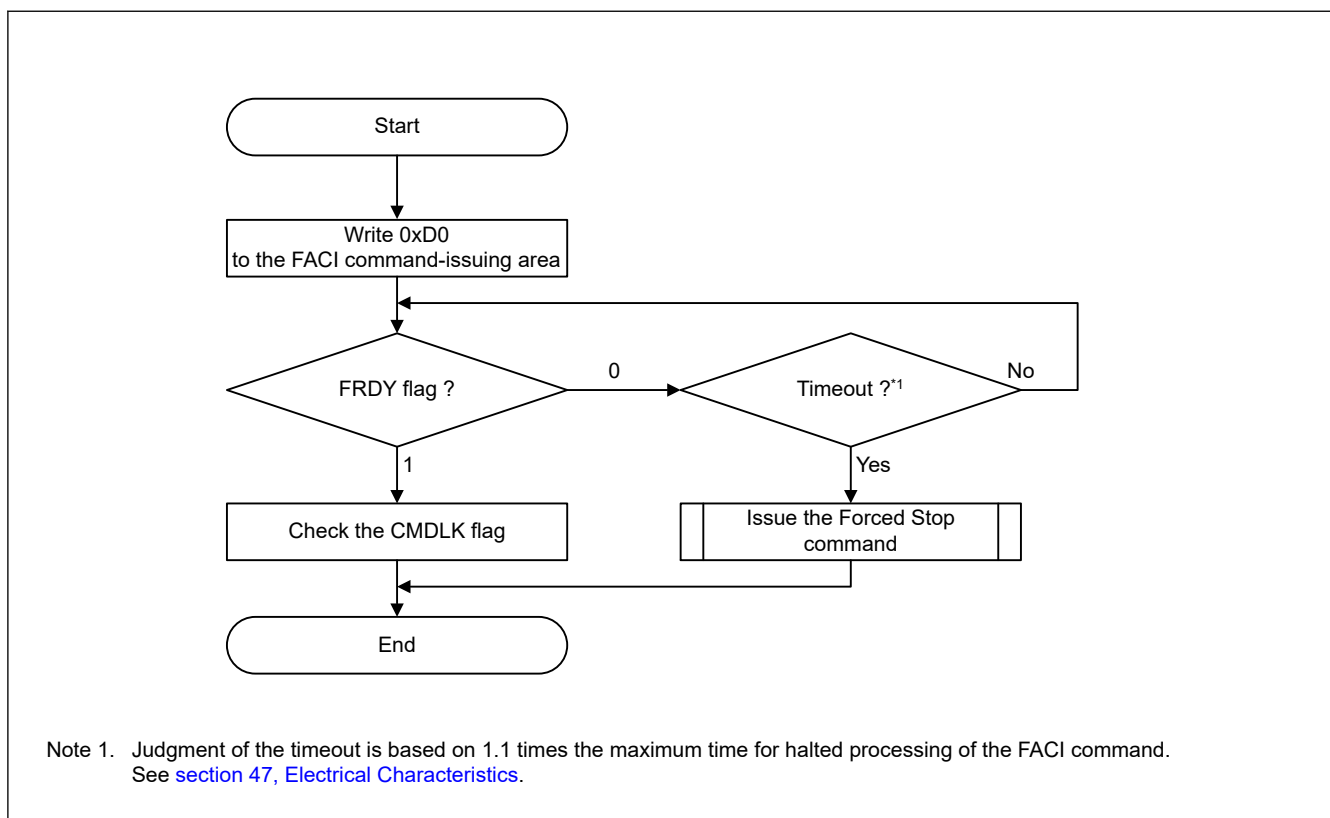 Start
Write 0xD0
to the FACI command-issuing area
FRDY flag ?
0
Timeout ?*1
No
1
Yes
Check the CMDLK flag
Issue the Forced Stop
command
End
Note 1. Judgment of the timeout is based on 1.1 times the maximum time for halted processing of the FACI command.
See section 47, Electrical Characteristics.